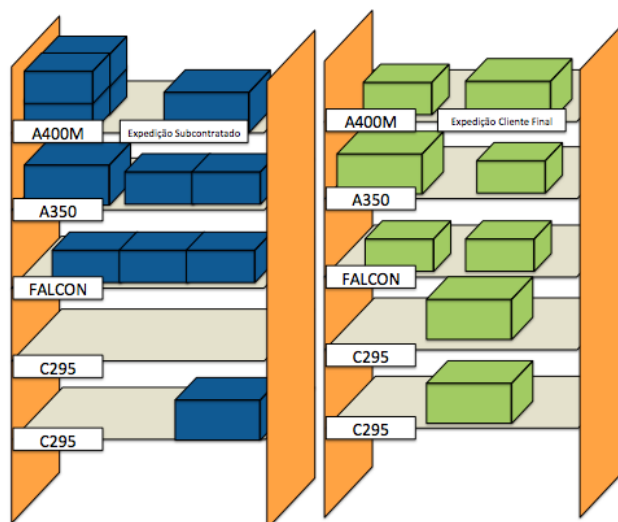 A400M
Expedição Subcontratado
A350
FALCON
C295
C295
A400M
Expedição Cliente Final
A350
FALCON
C295
C295